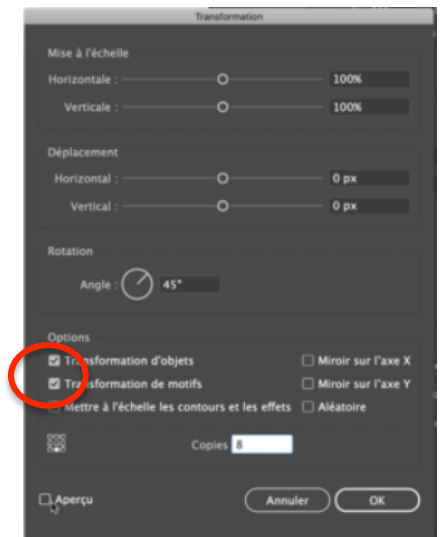 Transformation
Mise à l'échelle
Horizontale : 100%
Verticale : 100%
Déplacement
Horizontal : 0 px
Vertical : 0 px
Rotation
Angle : 45°
Options
Transformation d'objets Miroir sur l'axe X
Transformation de motifs Miroir sur l'axe Y
Mettre à l'échelle les contours et les effets Aléatoire
Copies 8
Aperçu Annuler OK